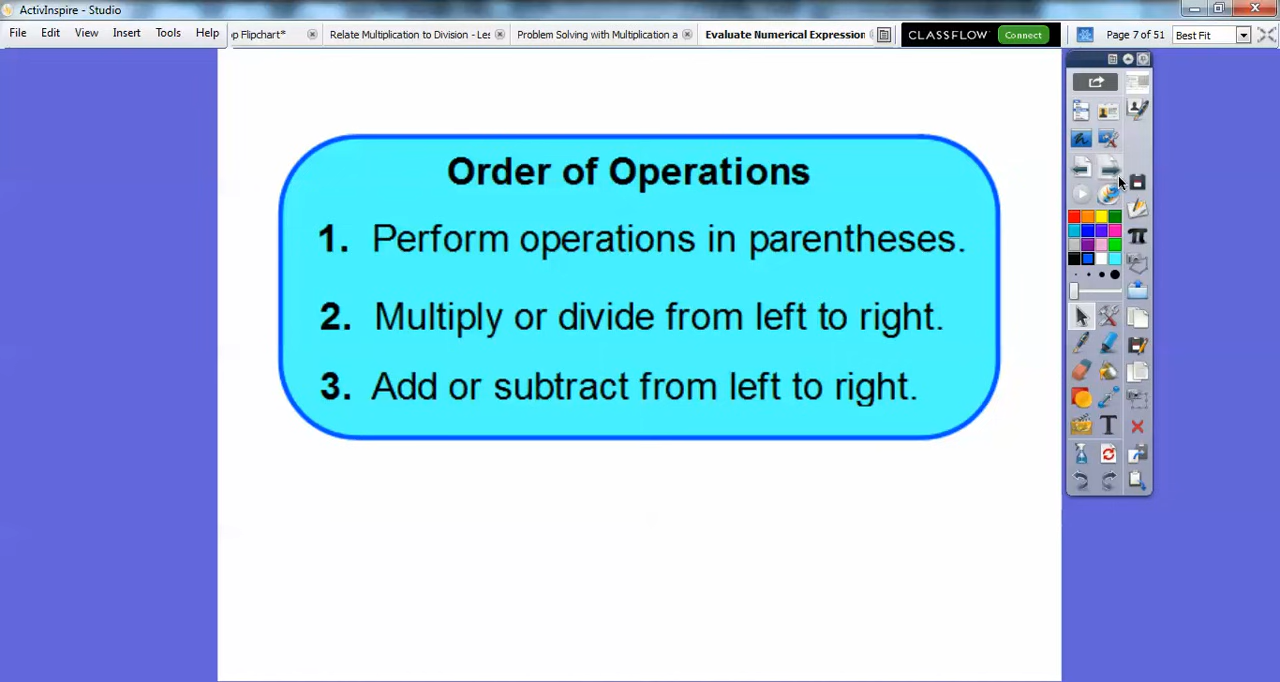 ActivInspire - Studio
File Edit View Insert Tools Help
p Flipchart* Relate Multiplication to Division - Les Problem Solving with Multiplication a Evaluate Numerical Expression CLASSFLOW Connect Page 7 of 51 Best Fit
Order of Operations
1. Perform operations in parentheses.
2. Multiply or divide from left to right.
3. Add or subtract from left to right.